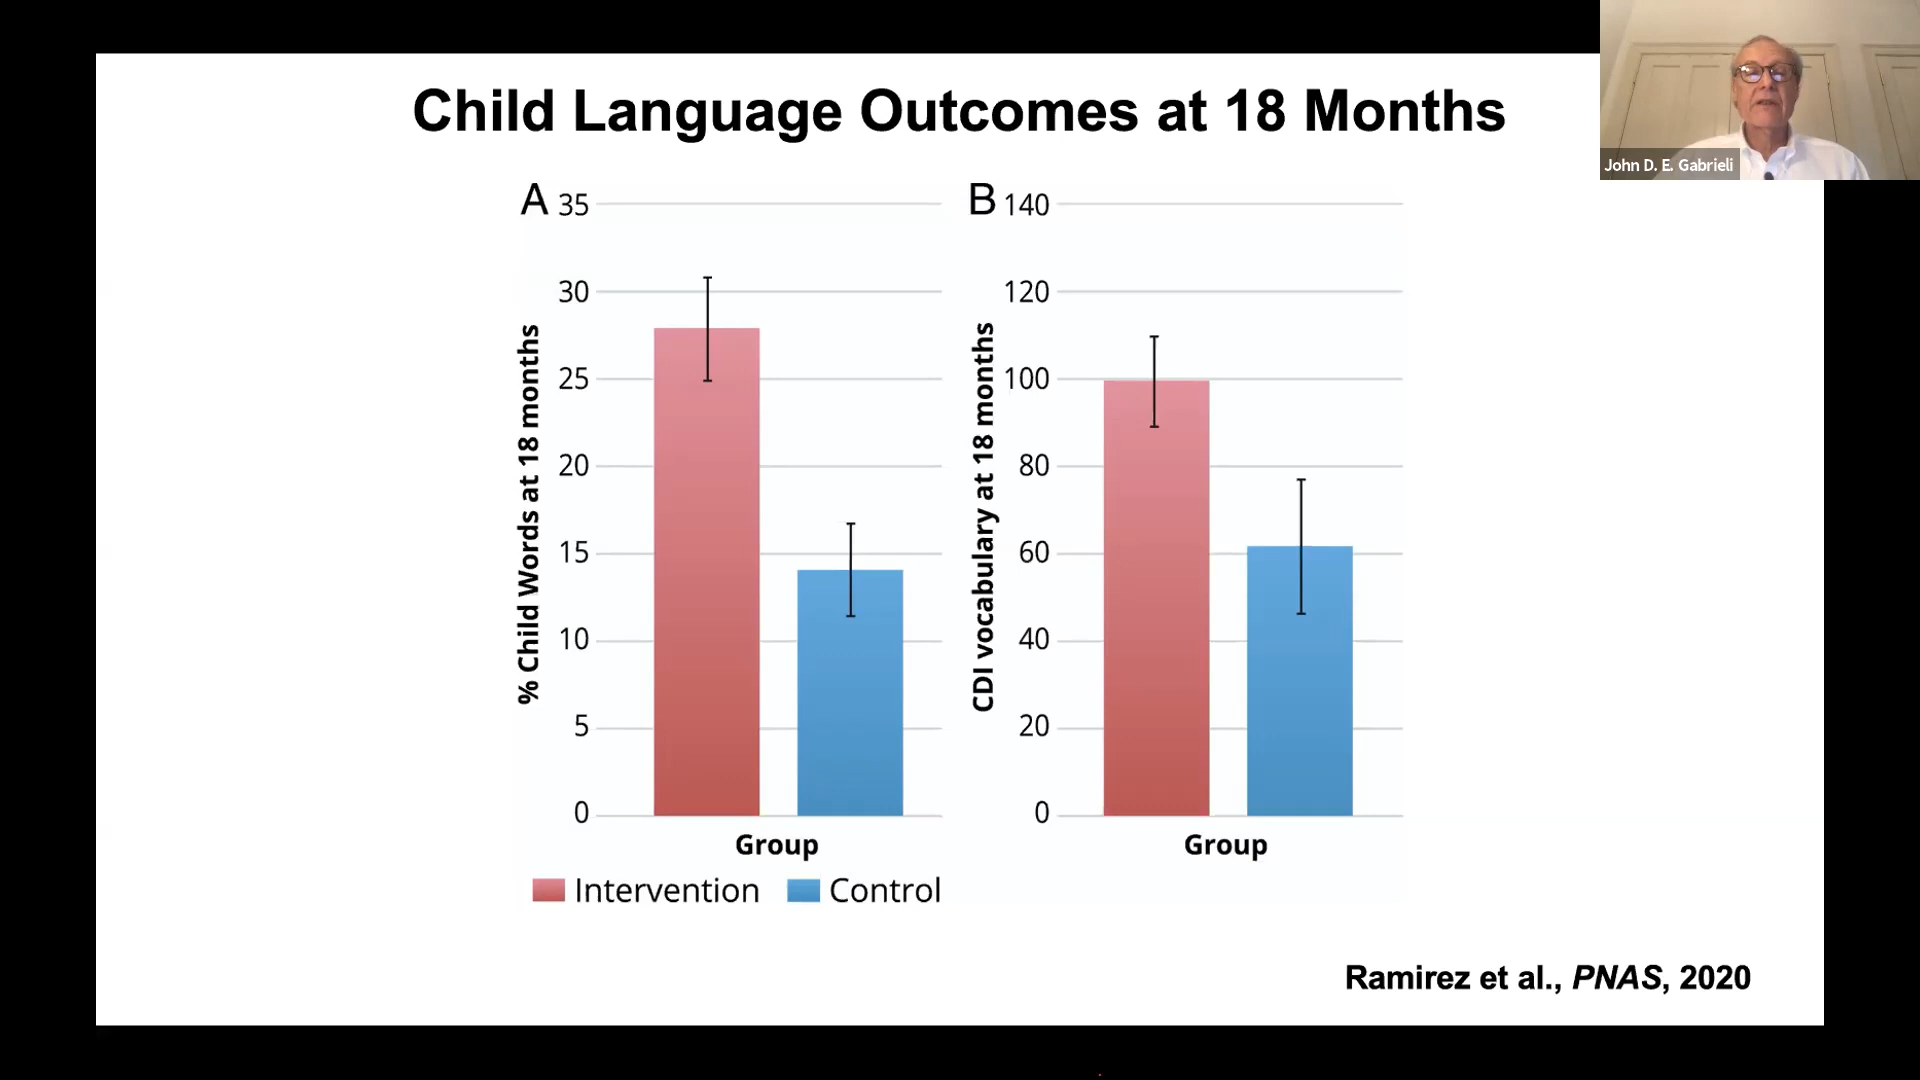 Child Language Outcomes at 18 Months
John D. E. Gabrieli
A
% Child Words at 18 months
35
30
25
20
15
10
5
0
Group
B
CDI vocabulary at 18 months
140
120
100
80
60
40
20
0
Group
Intervention Control
Ramirez et al., PNAS, 2020